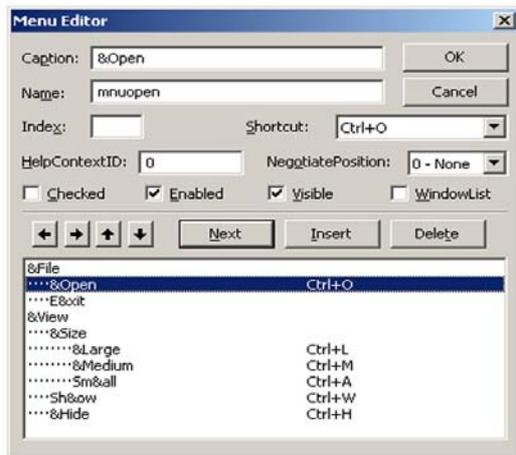 Menu Editor
Caption: &Open OK
Name: mnuopen Cancel
Index: Shortcut: Ctrl+O
HelpContextID: 0 NegotiatePosition: 0 - None
Checked Enabled Visible WindowList
Next Insert Delete
&File
····&Open Ctrl+O
····E&xit
&View
····&Size
········&Large Ctrl+L
········&Medium Ctrl+M
········Sm&all Ctrl+A
····Sh&ow Ctrl+W
····&Hide Ctrl+H